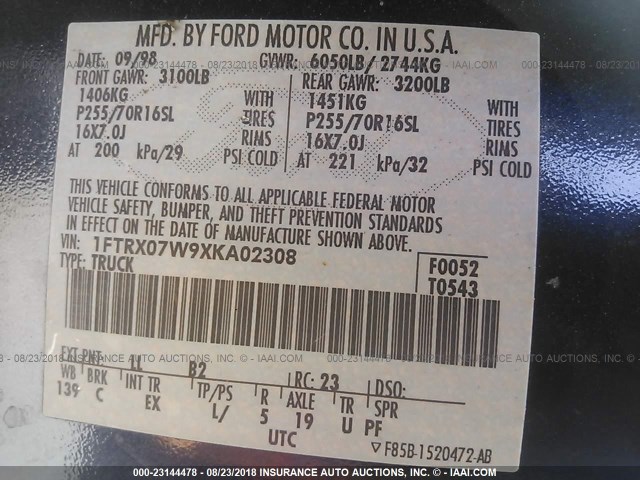 MFD. BY FORD MOTOR CO. IN U.S.A.
DATE: 09/98 GVWR: 6050LB/ 2744KG
FRONT GAWR: 3100LB REAR GAWR: 3200LB
1406KG WITH 1451KG WITH
P255/70R16SL TIRES P255/70R16SL TIRES
16X7.0J RIMS 16X7.0J RIMS
AT 200 kPa/29 PSI COLD AT 221 kPa/32 PSI COLD
THIS VEHICLE CONFORMS TO ALL APPLICABLE FEDERAL MOTOR
VEHICLE SAFETY, BUMPER, AND THEFT PREVENTION STANDARDS
IN EFFECT ON THE DATE OF MANUFACTURE SHOWN ABOVE.
VIN: 1FTRX07W9XKA02308 F0052
TYPE: TRUCK T0543
EXT PNT: LL B2 RC: 23 DSO:
WB BRK INT TR TP/PS R AXLE TR SPR
139 C EX L/ 5 19 U PF
UTC
▽F85B-1520472-AB
000-23144478 - 08/23/2018 INSURANCE AUTO AUCTIONS, INC. - © IAAI.COM